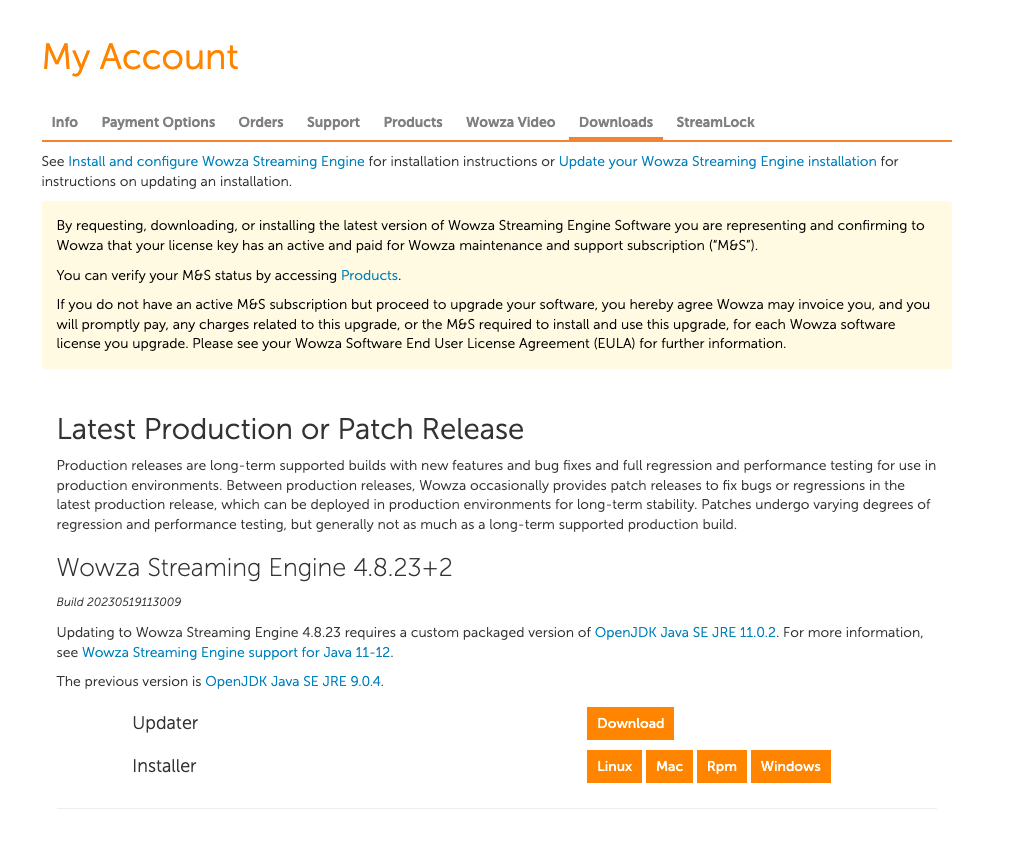 My Account
Info Payment Options Orders Support Products Wowza Video Downloads StreamLock
See Install and configure Wowza Streaming Engine for installation instructions or Update your Wowza Streaming Engine installation for
instructions on updating an installation.
By requesting, downloading, or installing the latest version of Wowza Streaming Engine Software you are representing and confirming to
Wowza that your license key has an active and paid for Wowza maintenance and support subscription (“M&S”).
You can verify your M&S status by accessing Products.
If you do not have an active M&S subscription but proceed to upgrade your software, you hereby agree Wowza may invoice you, and you
will promptly pay, any charges related to this upgrade, or the M&S required to install and use this upgrade, for each Wowza software
license you upgrade. Please see your Wowza Software End User License Agreement (EULA) for further information.
Latest Production or Patch Release
Production releases are long-term supported builds with new features and bug fixes and full regression and performance testing for use in
production environments. Between production releases, Wowza occasionally provides patch releases to fix bugs or regressions in the
latest production release, which can be deployed in production environments for long-term stability. Patches undergo varying degrees of
regression and performance testing, but generally not as much as a long-term supported production build.
Wowza Streaming Engine 4.8.23+2
Build 20230519113009
Updating to Wowza Streaming Engine 4.8.23 requires a custom packaged version of OpenJDK Java SE JRE 11.0.2. For more information,
see Wowza Streaming Engine support for Java 11-12.
The previous version is OpenJDK Java SE JRE 9.0.4.
Updater Download
Installer Linux Mac Rpm Windows